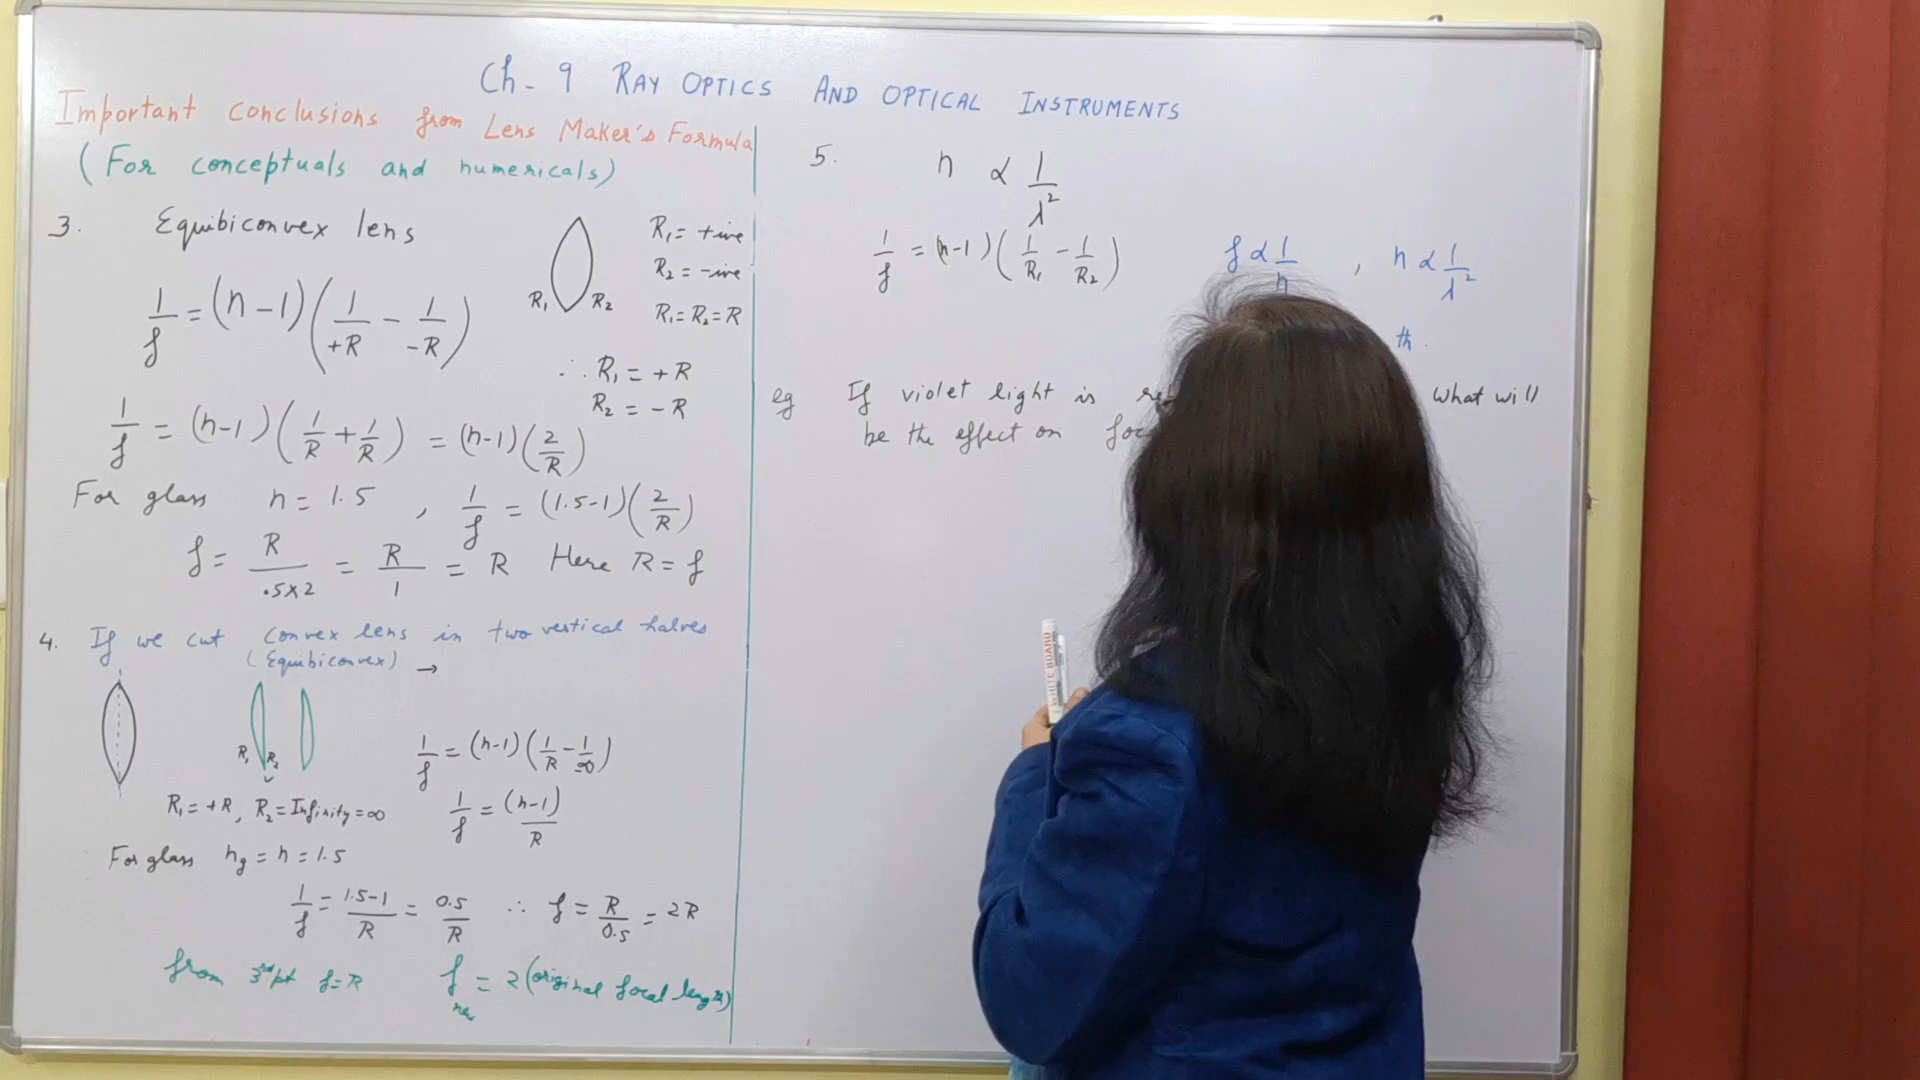 Ch- 9 RAY OPTICS AND OPTICAL INSTRUMENTS
Important conclusions from Lens Maker's Formula
(For conceptuals and numericals)
3. Equibiconvex lens
R₁ R₂
R₁ = +ive
R₂ = -ive
R₁ = R₂ = R
1/f = (n-1)(1/+R - 1/-R)
∴ R₁ = + R
R₂ = - R
1/f = (n-1)(1/R + 1/R) = (n-1)(2/R)
For glass n = 1.5 , 1/f = (1.5-1)(2/R)
f = R/.5x2 = R/1 = R Here R = f
4. If we cut convex lens in two vertical halves
(Equibiconvex) →
R₁ R₂
R₁ = +R, R₂ = Infinity = ∞
1/f = (n-1)(1/R - 1/∞)
1/f = (n-1)/R
For glass ng = n = 1.5
1/f = 1.5-1/R = 0.5/R ∴ f = R/0.5 = 2R
from 3rd pt f=R f new = 2 (original focal length)
5. n ∝ 1/λ²
1/f = (n-1)(1/R₁ - 1/R₂)
f ∝ 1/n , n ∝ 1/λ²
th.
eg If violet light is what will
be the effect on
WHITE BOARD